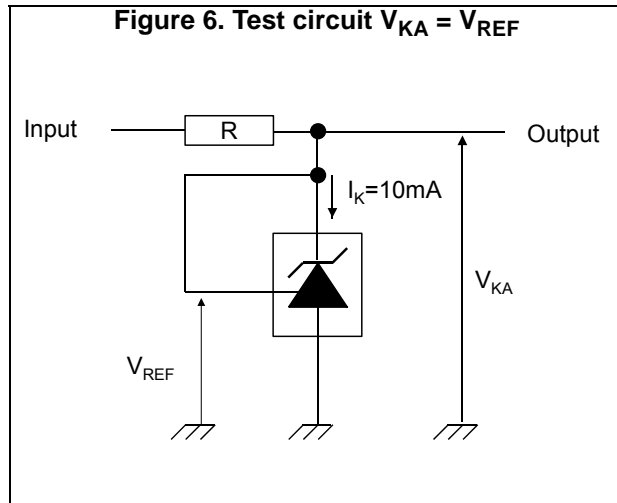 Figure 6. Test circuit VKA = VREF
Input
R
Output
IK=10mA
VKA
VREF